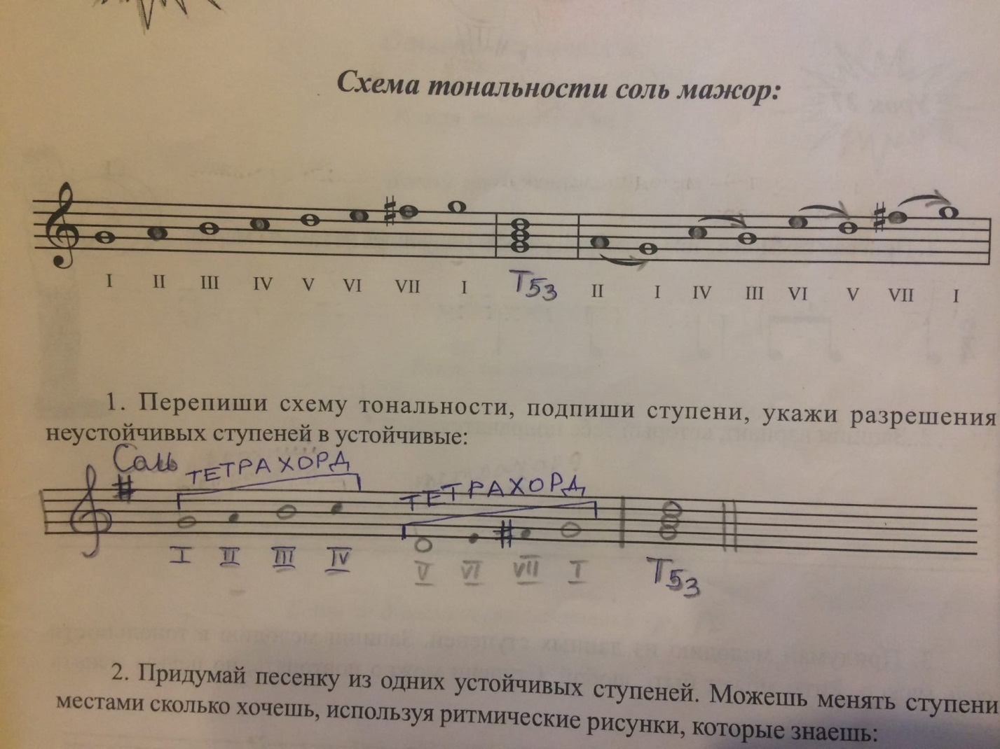 Схема тональности соль мажор:
I II III IV V VI VII I T53 II I IV III VI V VII I
1. Перепиши схему тональности, подпиши ступени, укажи разрешения
неустойчивых ступеней в устойчивые:
Соль ТЕТРАХОРД ТЕТРАХОРД
I II III IV V VI VII I T53
2. Придумай песенку из одних устойчивых ступеней. Можешь менять ступени
местами сколько хочешь, используя ритмические рисунки, которые знаешь: